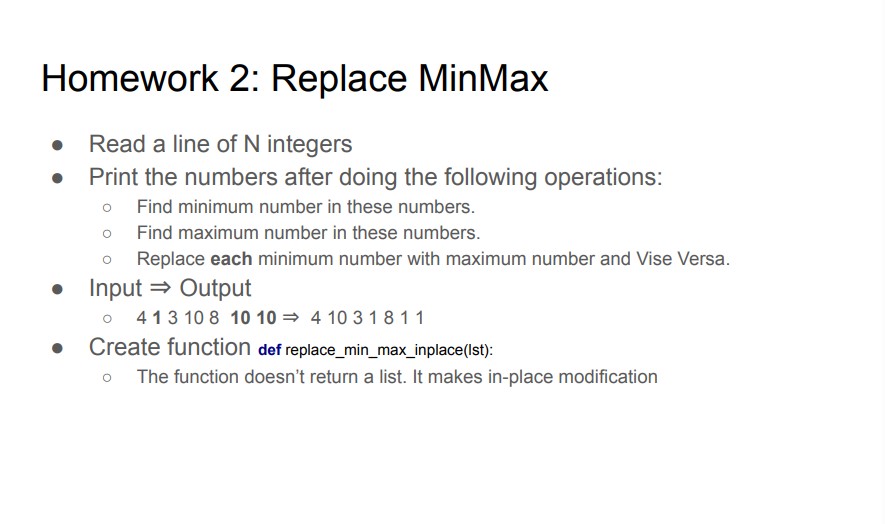 Homework 2: Replace MinMax
● Read a line of N integers
● Print the numbers after doing the following operations:
○ Find minimum number in these numbers.
○ Find maximum number in these numbers.
○ Replace each minimum number with maximum number and Vise Versa.
● Input ⇒ Output
○ 4 1 3 10 8 10 10 ⇒ 4 10 3 1 8 1 1
● Create function def replace_min_max_inplace(lst):
○ The function doesn’t return a list. It makes in-place modification